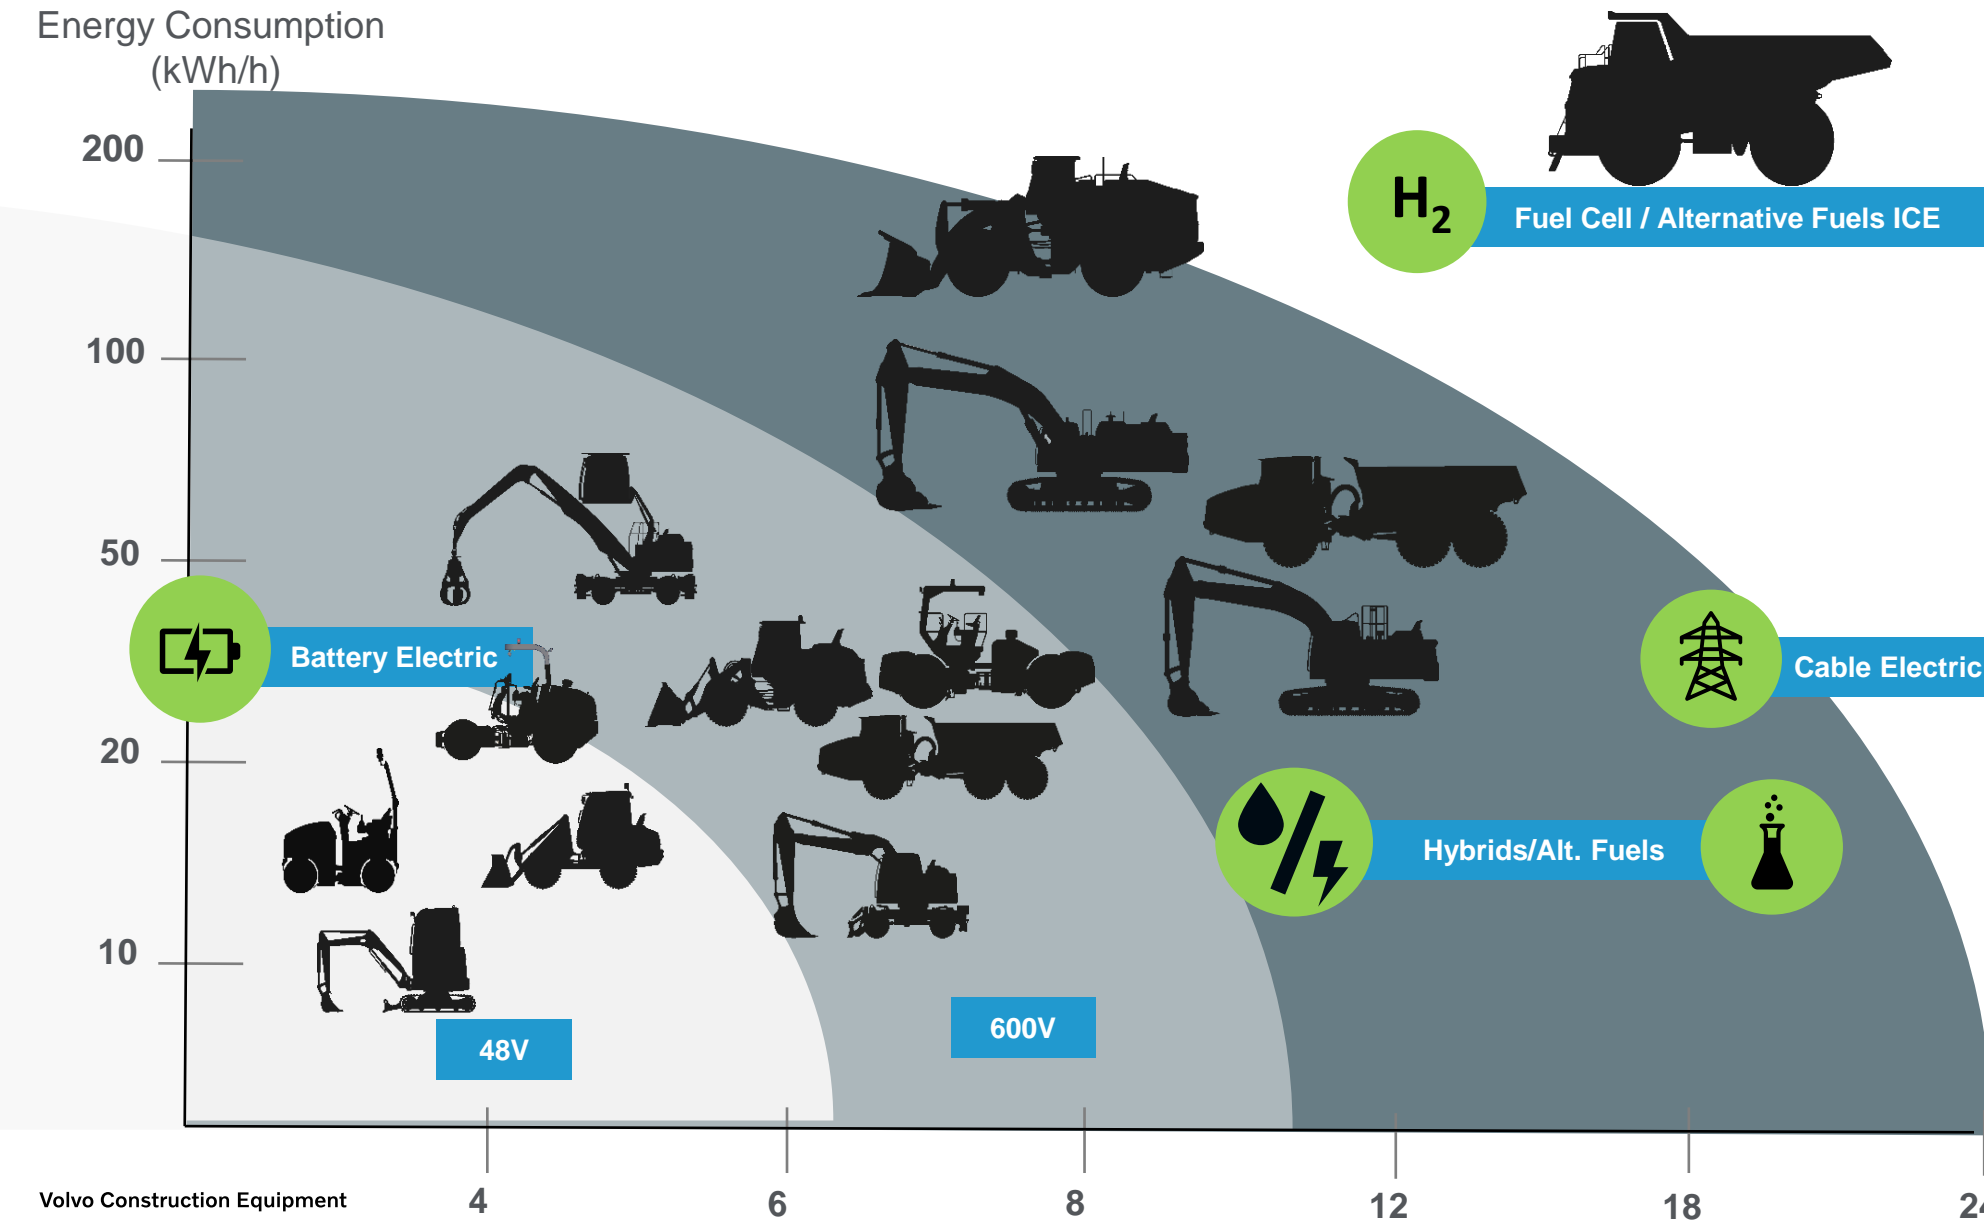 Energy Consumption
(kWh/h)
200
H₂
Fuel Cell / Alternative Fuels ICE
100
50
Battery Electric
Cable Electric
20
Hybrids/Alt. Fuels
10
600V
48V
4
6
8
12
18
Volvo Construction Equipment